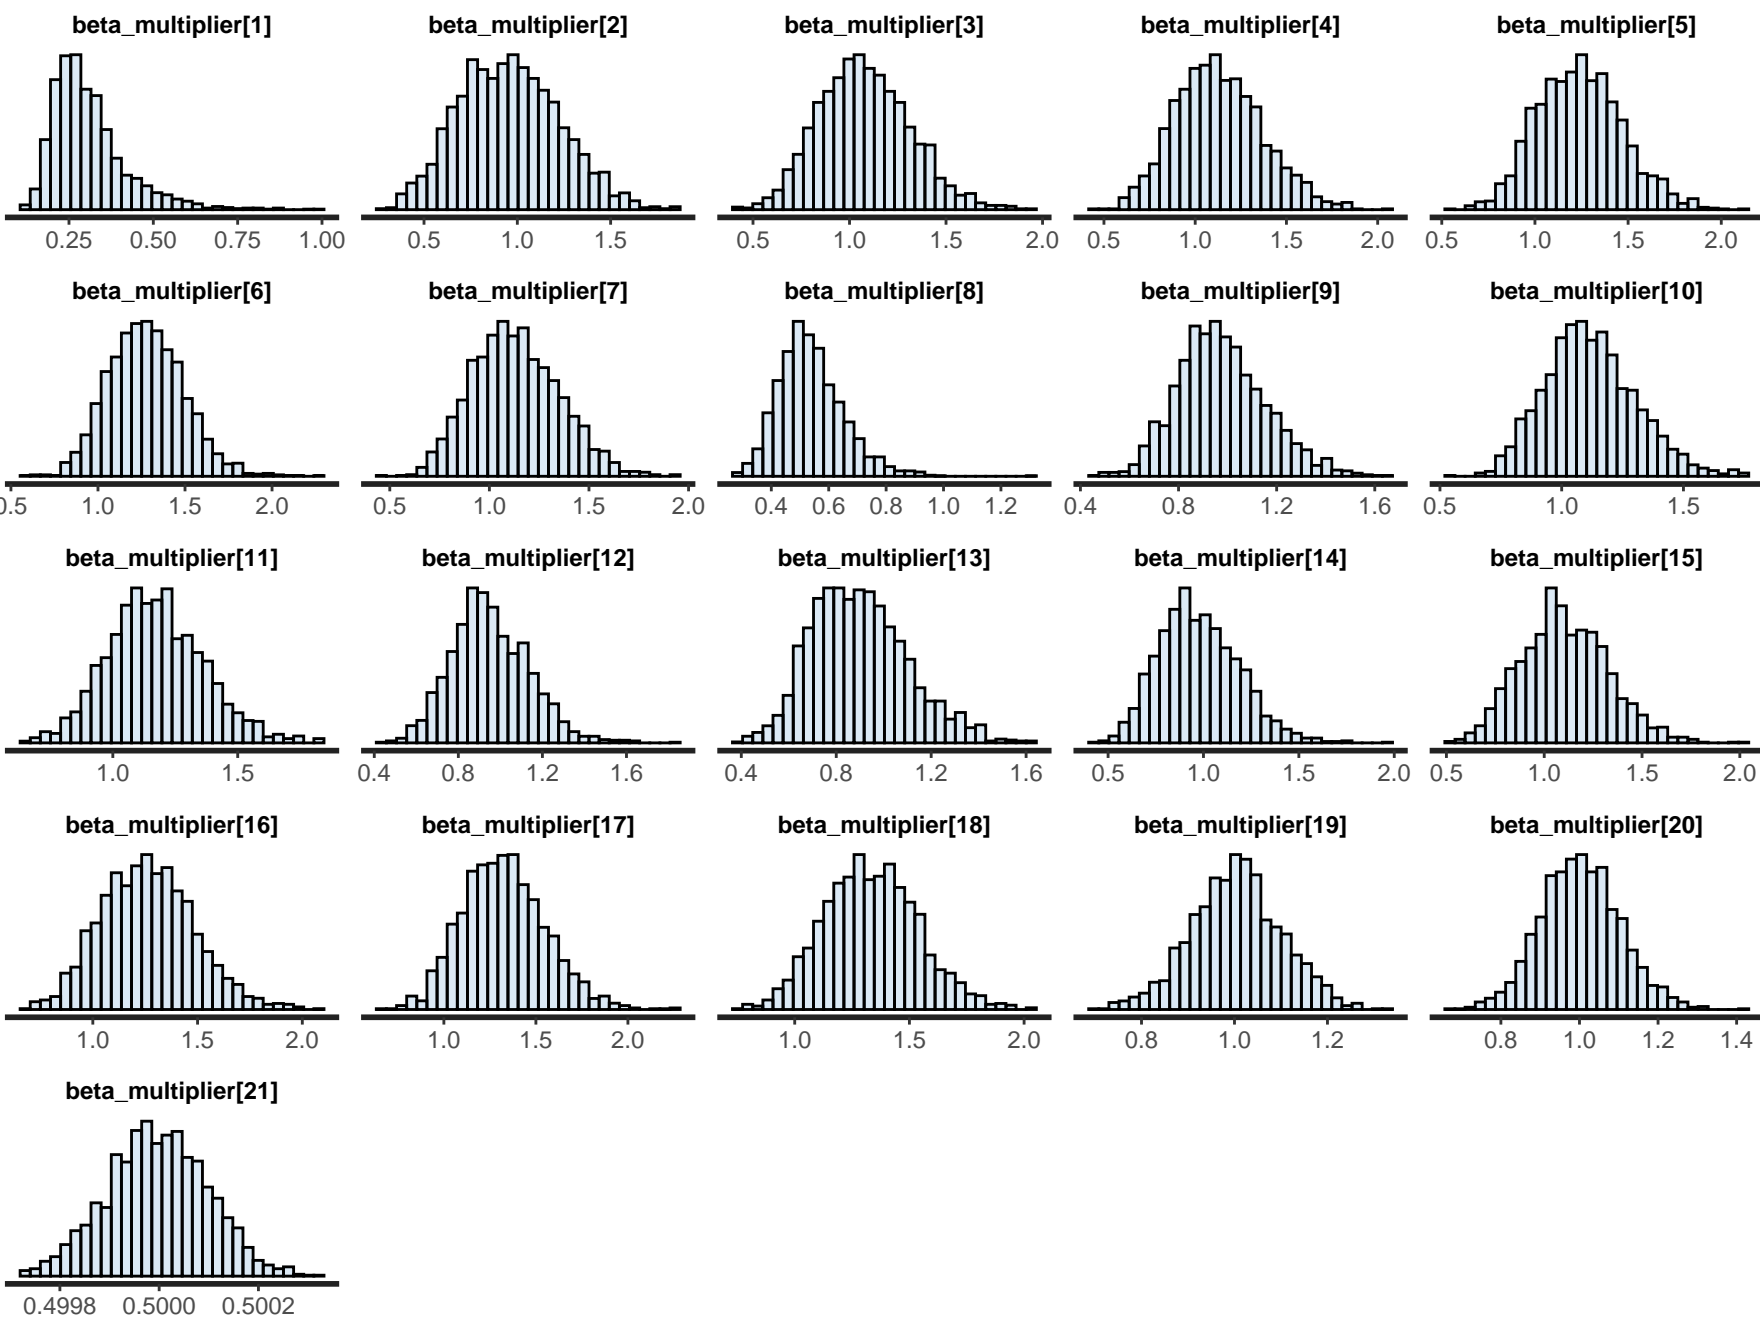 beta_multiplier[1] beta_multiplier[2] beta_multiplier[3] beta_multiplier[4] beta_multiplier[5]
0.25 0.50 0.75 1.00 0.5 1.0 1.5 0.5 1.0 1.5 2.0 0.5 1.0 1.5 2.0 0.5 1.0 1.5 2.0
beta_multiplier[6] beta_multiplier[7] beta_multiplier[8] beta_multiplier[9] beta_multiplier[10]
0.5 1.0 1.5 2.0 0.5 1.0 1.5 2.0 0.4 0.6 0.8 1.0 1.2 0.4 0.8 1.2 1.6 0.5 1.0 1.5
beta_multiplier[11] beta_multiplier[12] beta_multiplier[13] beta_multiplier[14] beta_multiplier[15]
1.0 1.5 0.4 0.8 1.2 1.6 0.4 0.8 1.2 1.6 0.5 1.0 1.5 2.0 0.5 1.0 1.5 2.0
beta_multiplier[16] beta_multiplier[17] beta_multiplier[18] beta_multiplier[19] beta_multiplier[20]
1.0 1.5 2.0 1.0 1.5 2.0 1.0 1.5 2.0 0.8 1.0 1.2 0.8 1.0 1.2 1.4
beta_multiplier[21]
0.4998 0.5000 0.5002